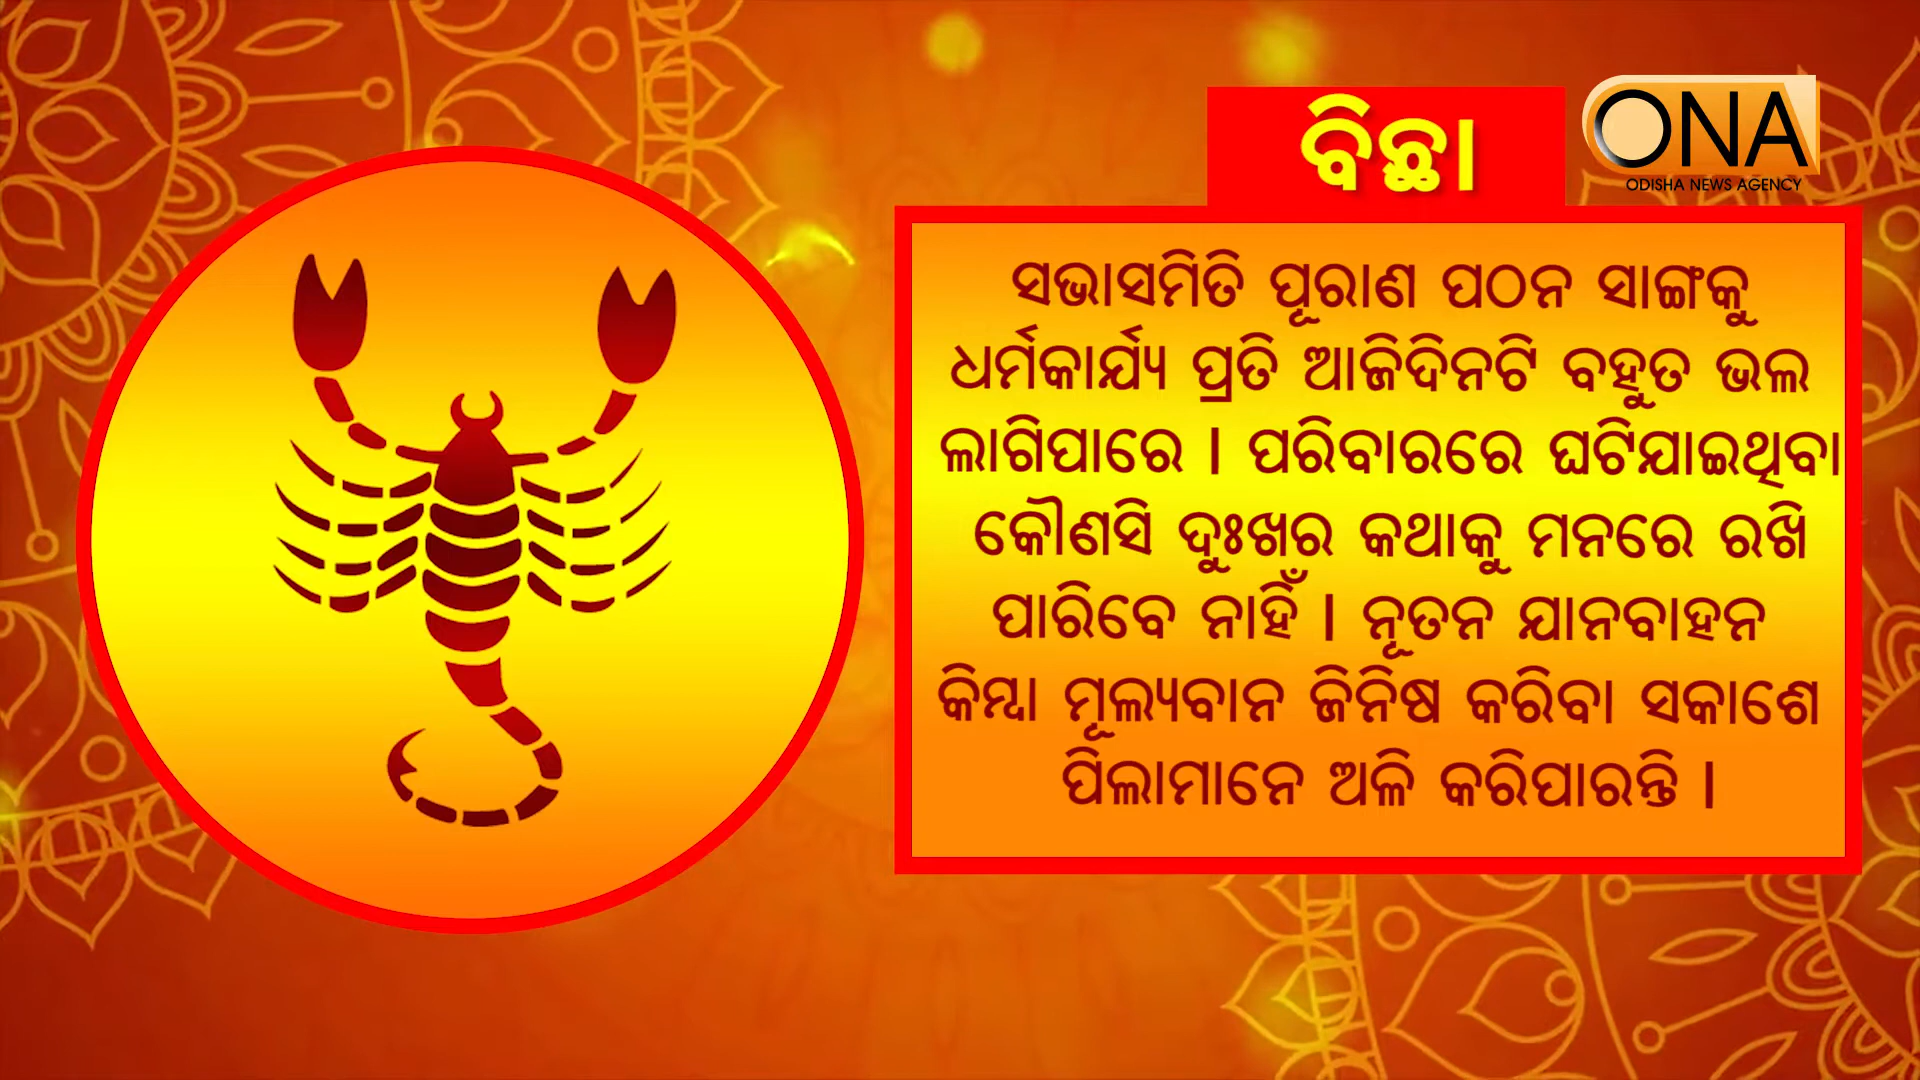 ବିଛା
ONA
ODISHA NEWS AGENCY
ସଭାସମିତି ପୂରାଣ ପଠନ ସାଙ୍ଗକୁ
ଧର୍ମକାର୍ଯ୍ୟ ପ୍ରତି ଆଜିଦିନଟି ବହୁତ ଭଲ
ଲାଗିପାରେ । ପରିବାରରେ ଘଟିଯାଇଥିବା
କୌଣସି ଦୁଃଖର କଥାକୁ ମନରେ ରଖି
ପାରିବେ ନାହିଁ । ନୂତନ ଯାନବାହନ
କିମ୍ବା ମୂଲ୍ୟବାନ ଜିନିଷ କରିବା ସକାଶେ
ପିଲାମାନେ ଅଳି କରିପାରନ୍ତି ।